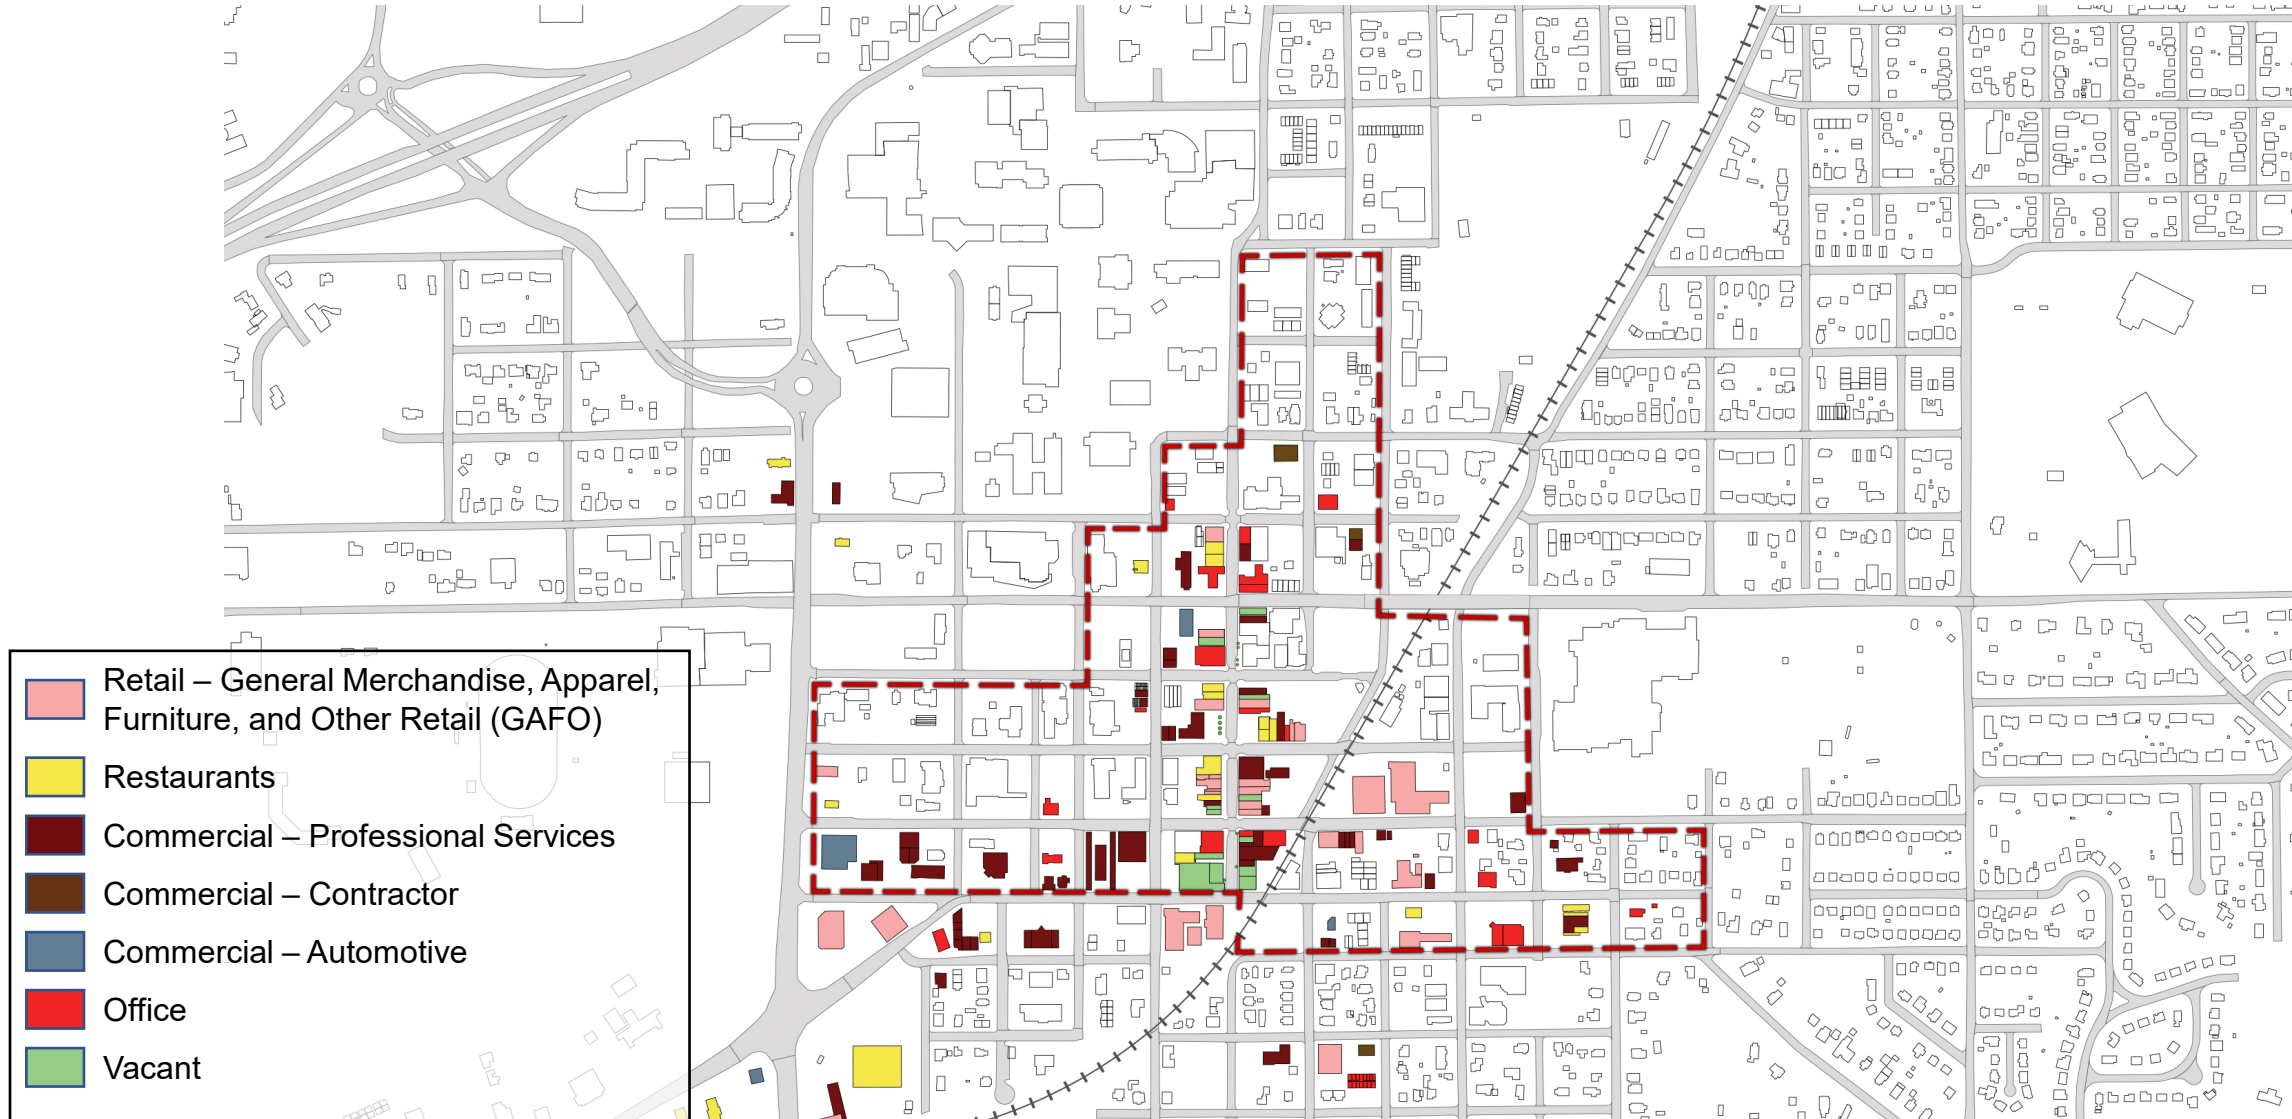 Retail – General Merchandise, Apparel,
Furniture, and Other Retail (GAFO)
Restaurants
Commercial – Professional Services
Commercial – Contractor
Commercial – Automotive
Office
Vacant